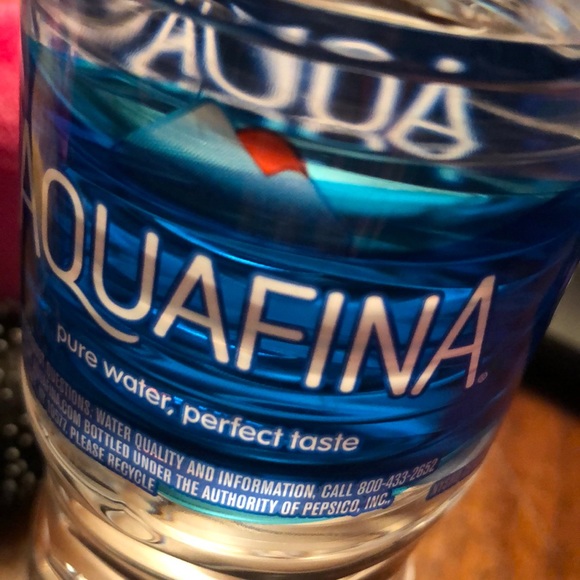 AQUA
AQUAFINA
pure water, perfect taste
QUESTIONS: WATER QUALITY AND INFORMATION, CALL 800-433-2652
.COM BOTTLED UNDER THE AUTHORITY OF PEPSICO, INC.,
PLEASE RECYCLE